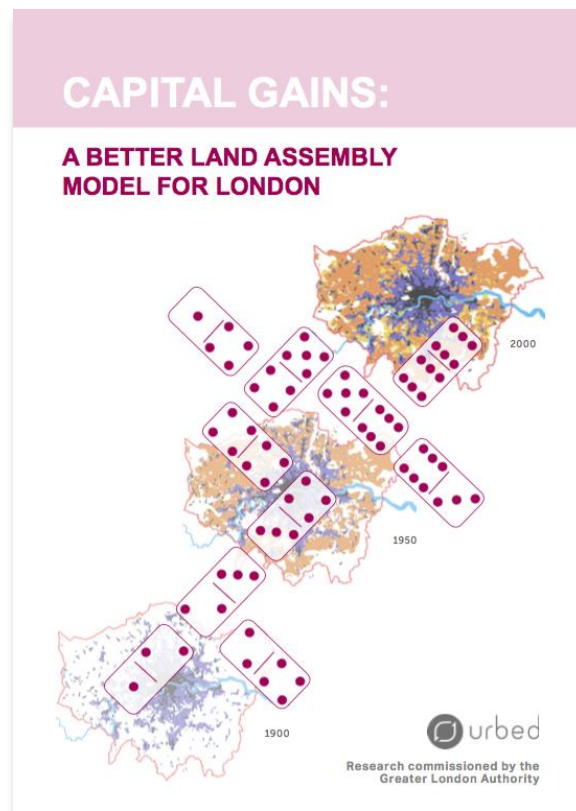 CAPITAL GAINS:
A BETTER LAND ASSEMBLY
MODEL FOR LONDON
2000
1950
1900
urbed
Research commissioned by the
Greater London Authority